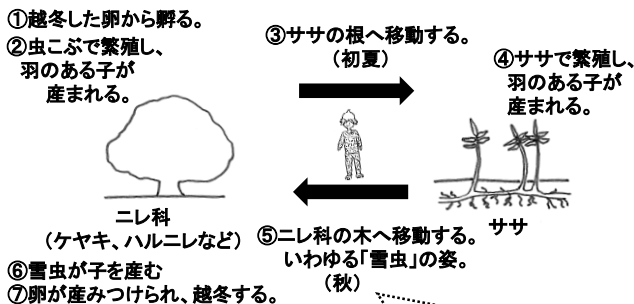 ①越冬した卵から孵る。
②虫こぶで繁殖し、
羽のある子が
産まれる。
③ササの根へ移動する。
（初夏）
④ササで繁殖し、
羽のある子が
産まれる。
ニレ科
（ケヤキ、ハルニレなど）
ササ
⑤ニレ科の木へ移動する。
いわゆる「雪虫」の姿。
（秋）
⑥雪虫が子を産む
⑦卵が産みつけられ、越冬する。